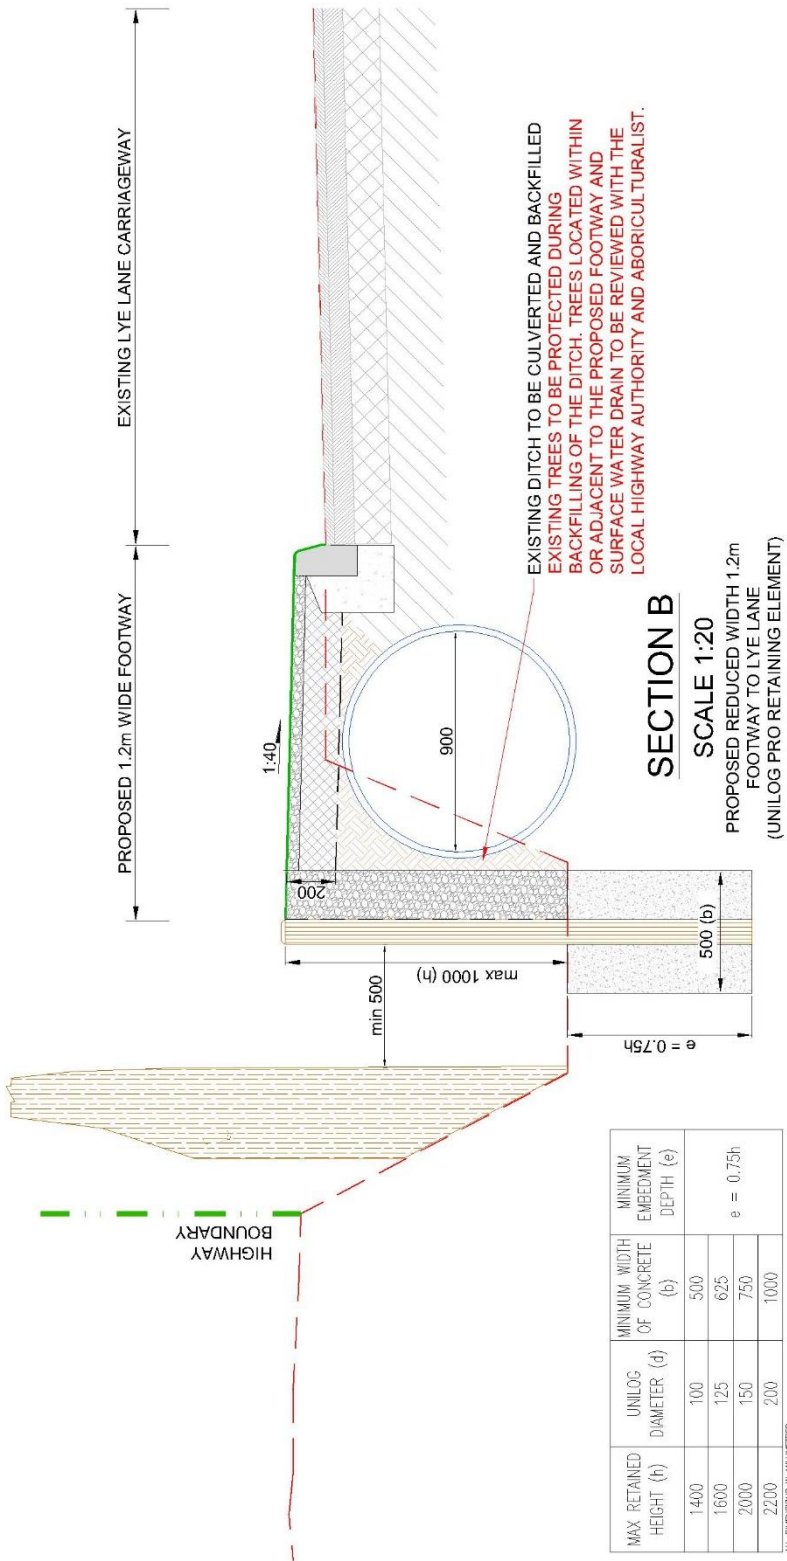 EXISTING LYE LANE CARRIAGEWAY
PROPOSED 1.2m WIDE FOOTWAY
1:40
200
900
max 1000 (h)
min 500
500 (b)
e = 0.75h
HIGHWAY
BOUNDARY
EXISTING DITCH TO BE CULVERTED AND BACKFILLED
EXISTING TREES TO BE PROTECTED DURING
BACKFILLING OF THE DITCH. TREES LOCATED WITHIN
OR ADJACENT TO THE PROPOSED FOOTWAY AND
SURFACE WATER DRAIN TO BE REVIEWED WITH THE
LOCAL HIGHWAY AUTHORITY AND ABORICULTURALIST.
SECTION B
SCALE 1:20
PROPOSED REDUCED WIDTH 1.2m
FOOTWAY TO LYE LANE
(UNILOG PRO RETAINING ELEMENT)
MAX RETAINED
HEIGHT (h)
UNILOG
DIAMETER (d)
MINIMUM WIDTH
OF CONCRETE
(b)
MINIMUM
EMBEDMENT
DEPTH (e)
1400 100 500 e = 0.75h
1600 125 625
2000 150 750
2200 200 1000